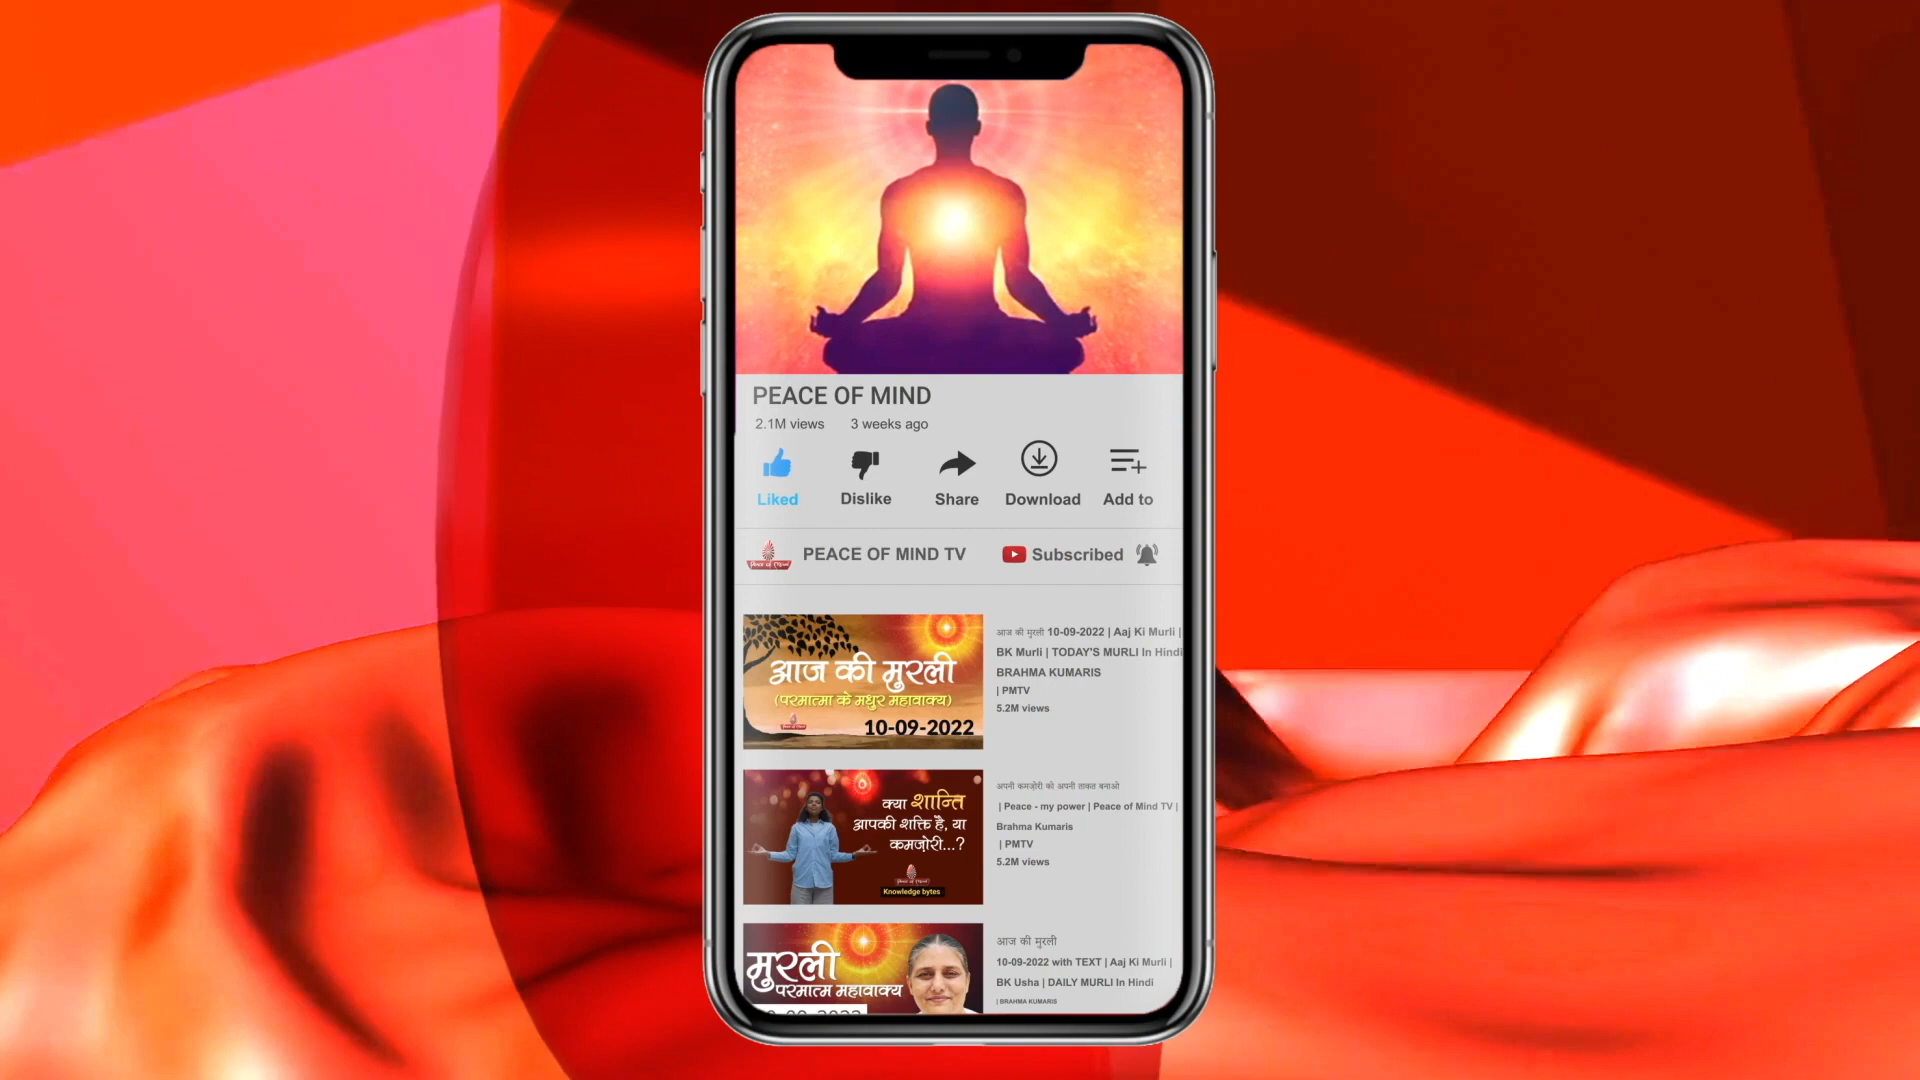 PEACE OF MIND
2.1M views 3 weeks ago
Liked Dislike Share Download Add to
PEACE OF MIND TV Subscribed
आज की मुरली
(परमात्मा के मधुर महावाक्य)
10-09-2022
आज की मुरली 10-09-2022 | Aaj Ki Murli |
BK Murli | TODAY'S MURLI In Hindi
BRAHMA KUMARIS
| PMTV
5.2M views
क्या शान्ति
आपकी शक्ति है, या
कमज़ोरी...?
Knowledge bytes
अपनी कमज़ोरी को अपनी ताकत बनाओ
| Peace - my power | Peace of Mind TV |
Brahma Kumaris
| PMTV
5.2M views
मुरली
परमात्म महावाक्य
आज की मुरली
10-09-2022 with TEXT | Aaj Ki Murli |
BK Usha | DAILY MURLI In Hindi
| BRAHMA KUMARIS